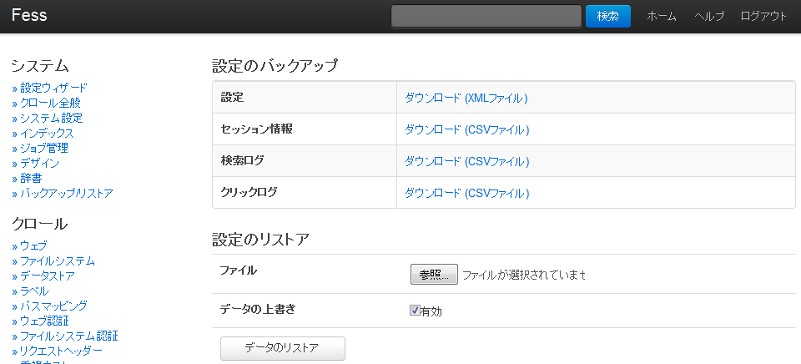 Fess
検索 ホーム ヘルプ ログアウト
システム
» 設定ウィザード
» クロール全般
» システム設定
» インデックス
» ジョブ管理
» デザイン
» 辞書
» バックアップ/リストア
クロール
» ウェブ
» ファイルシステム
» データストア
» ラベル
» パスマッピング
» ウェブ認証
» ファイルシステム認証
» リクエストヘッダー
設定のバックアップ
設定 ダウンロード (XMLファイル)
セッション情報 ダウンロード (CSVファイル)
検索ログ ダウンロード (CSVファイル)
クリックログ ダウンロード (CSVファイル)
設定のリストア
ファイル 参照... ファイルが選択されていま
データの上書き 有効
データのリストア